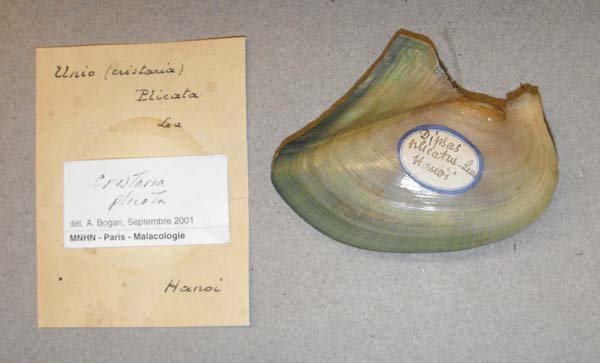 Unio (cristaria)
Plicata
Lea
Cristaria
plicata
dét. A. Bogan, Septembre 2001
MNHN - Paris - Malacologie
Hanoi
Dipsas
plicatus. Lea
Hanoi